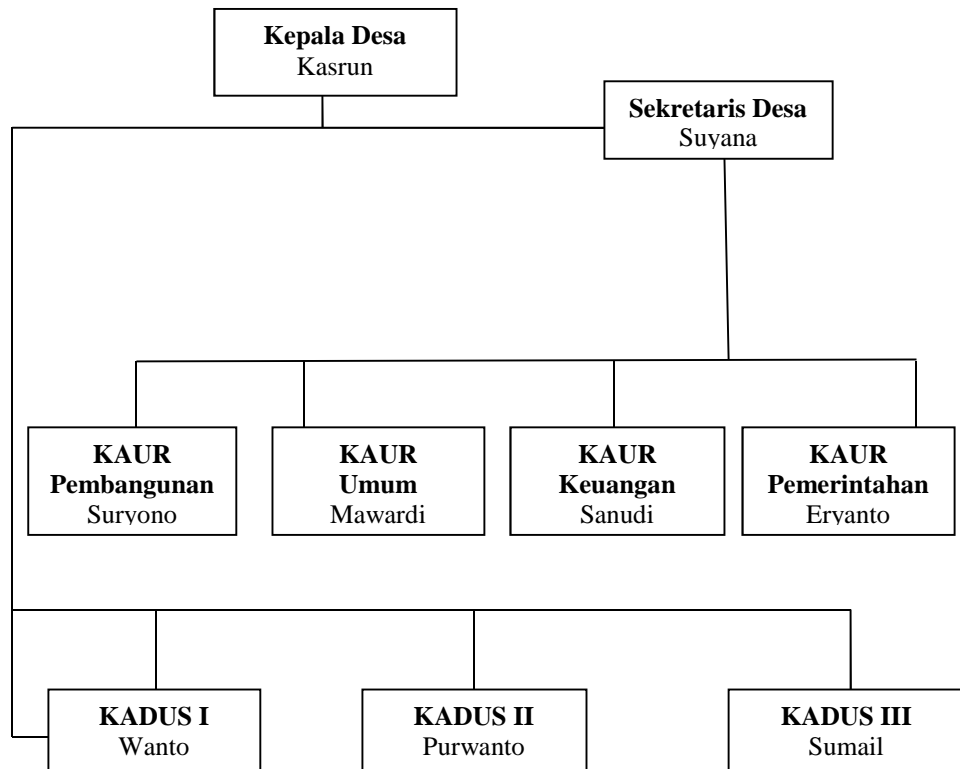 Kepala Desa
Kasrun
Sekretaris Desa
Suyana
KAUR
Pembangunan
Suryono
KAUR
Umum
Mawardi
KAUR
Keuangan
Sanudi
KAUR
Pemerintahan
Eryanto
KADUS I
Wanto
KADUS II
Purwanto
KADUS III
Sumail